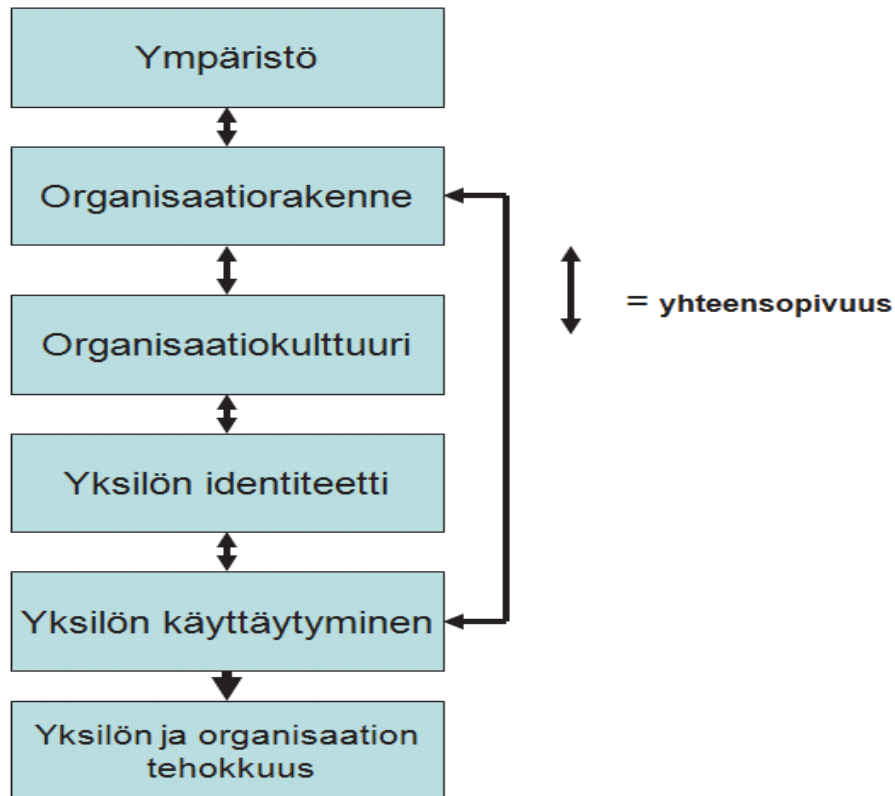 Ympäristö
Organisaatiorakenne
= yhteensopivuus
Organisaatiokulttuuri
Yksilön identiteetti
Yksilön käyttäytyminen
Yksilön ja organisaation
tehokkuus